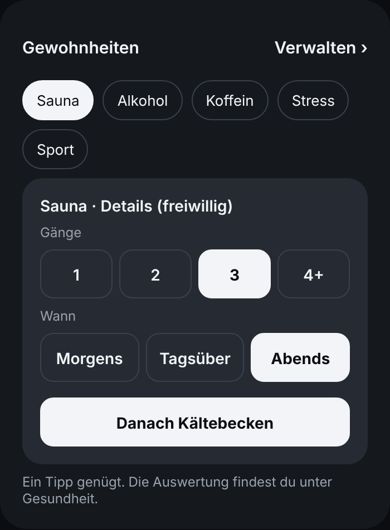 Gewohnheiten Verwalten ›
Sauna Alkohol Koffein Stress
Sport
Sauna · Details (freiwillig)
Gänge
1 2 3 4+
Wann
Morgens Tagsüber Abends
Danach Kältebecken
Ein Tipp genügt. Die Auswertung findest du unter
Gesundheit.